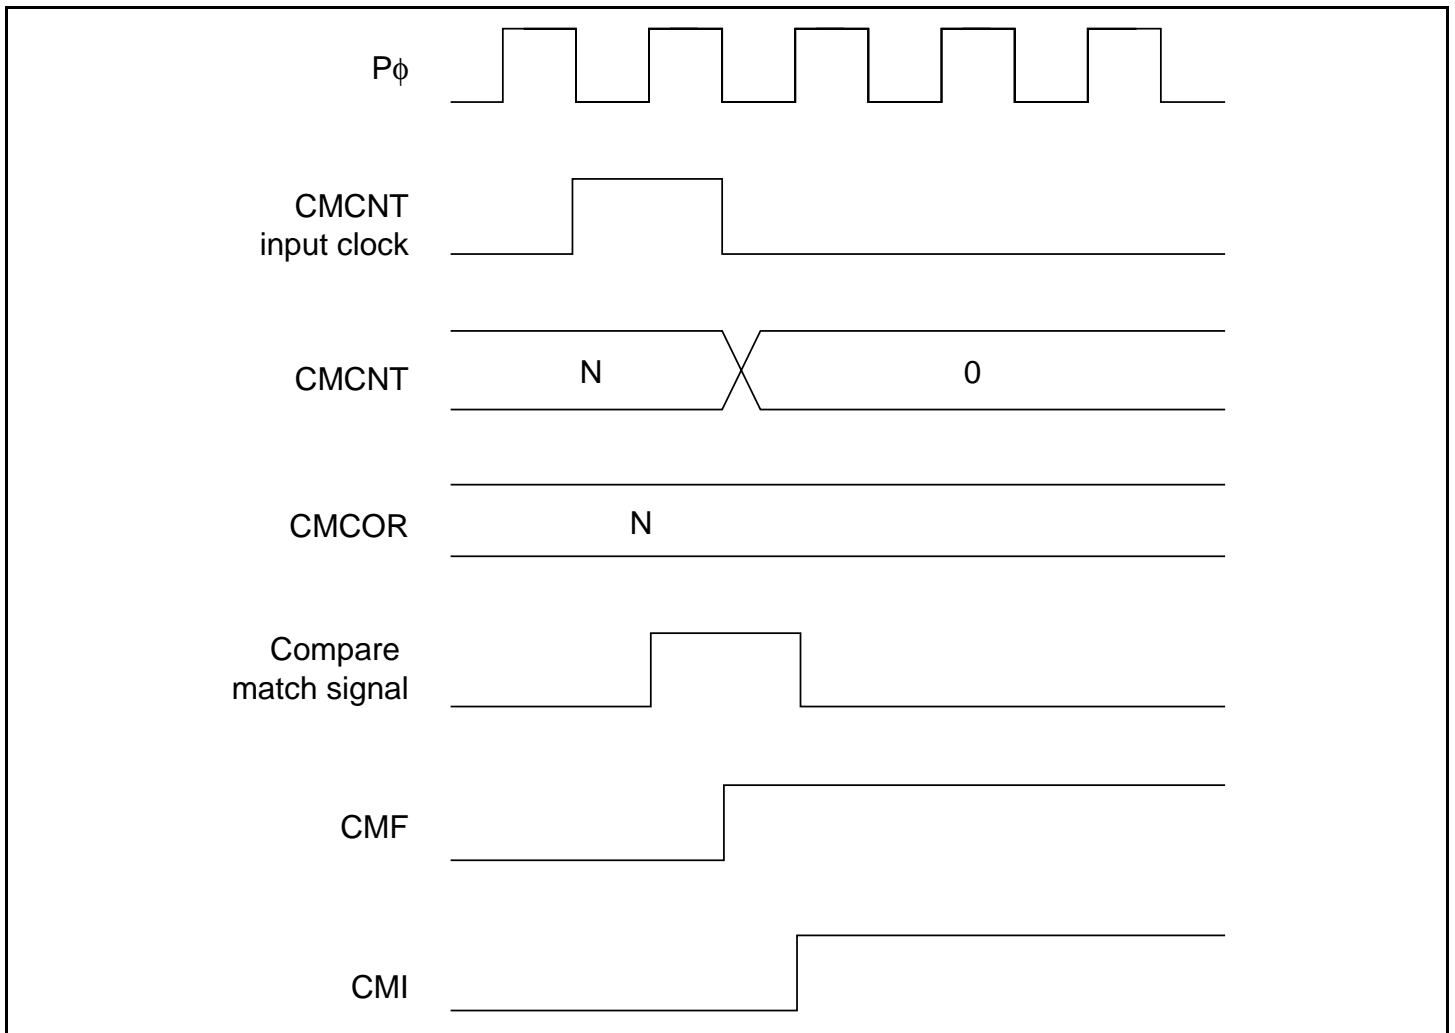 Pϕ
CMCNT
input clock
CMCNT
N
0
CMCOR
N
Compare
match signal
CMF
CMI